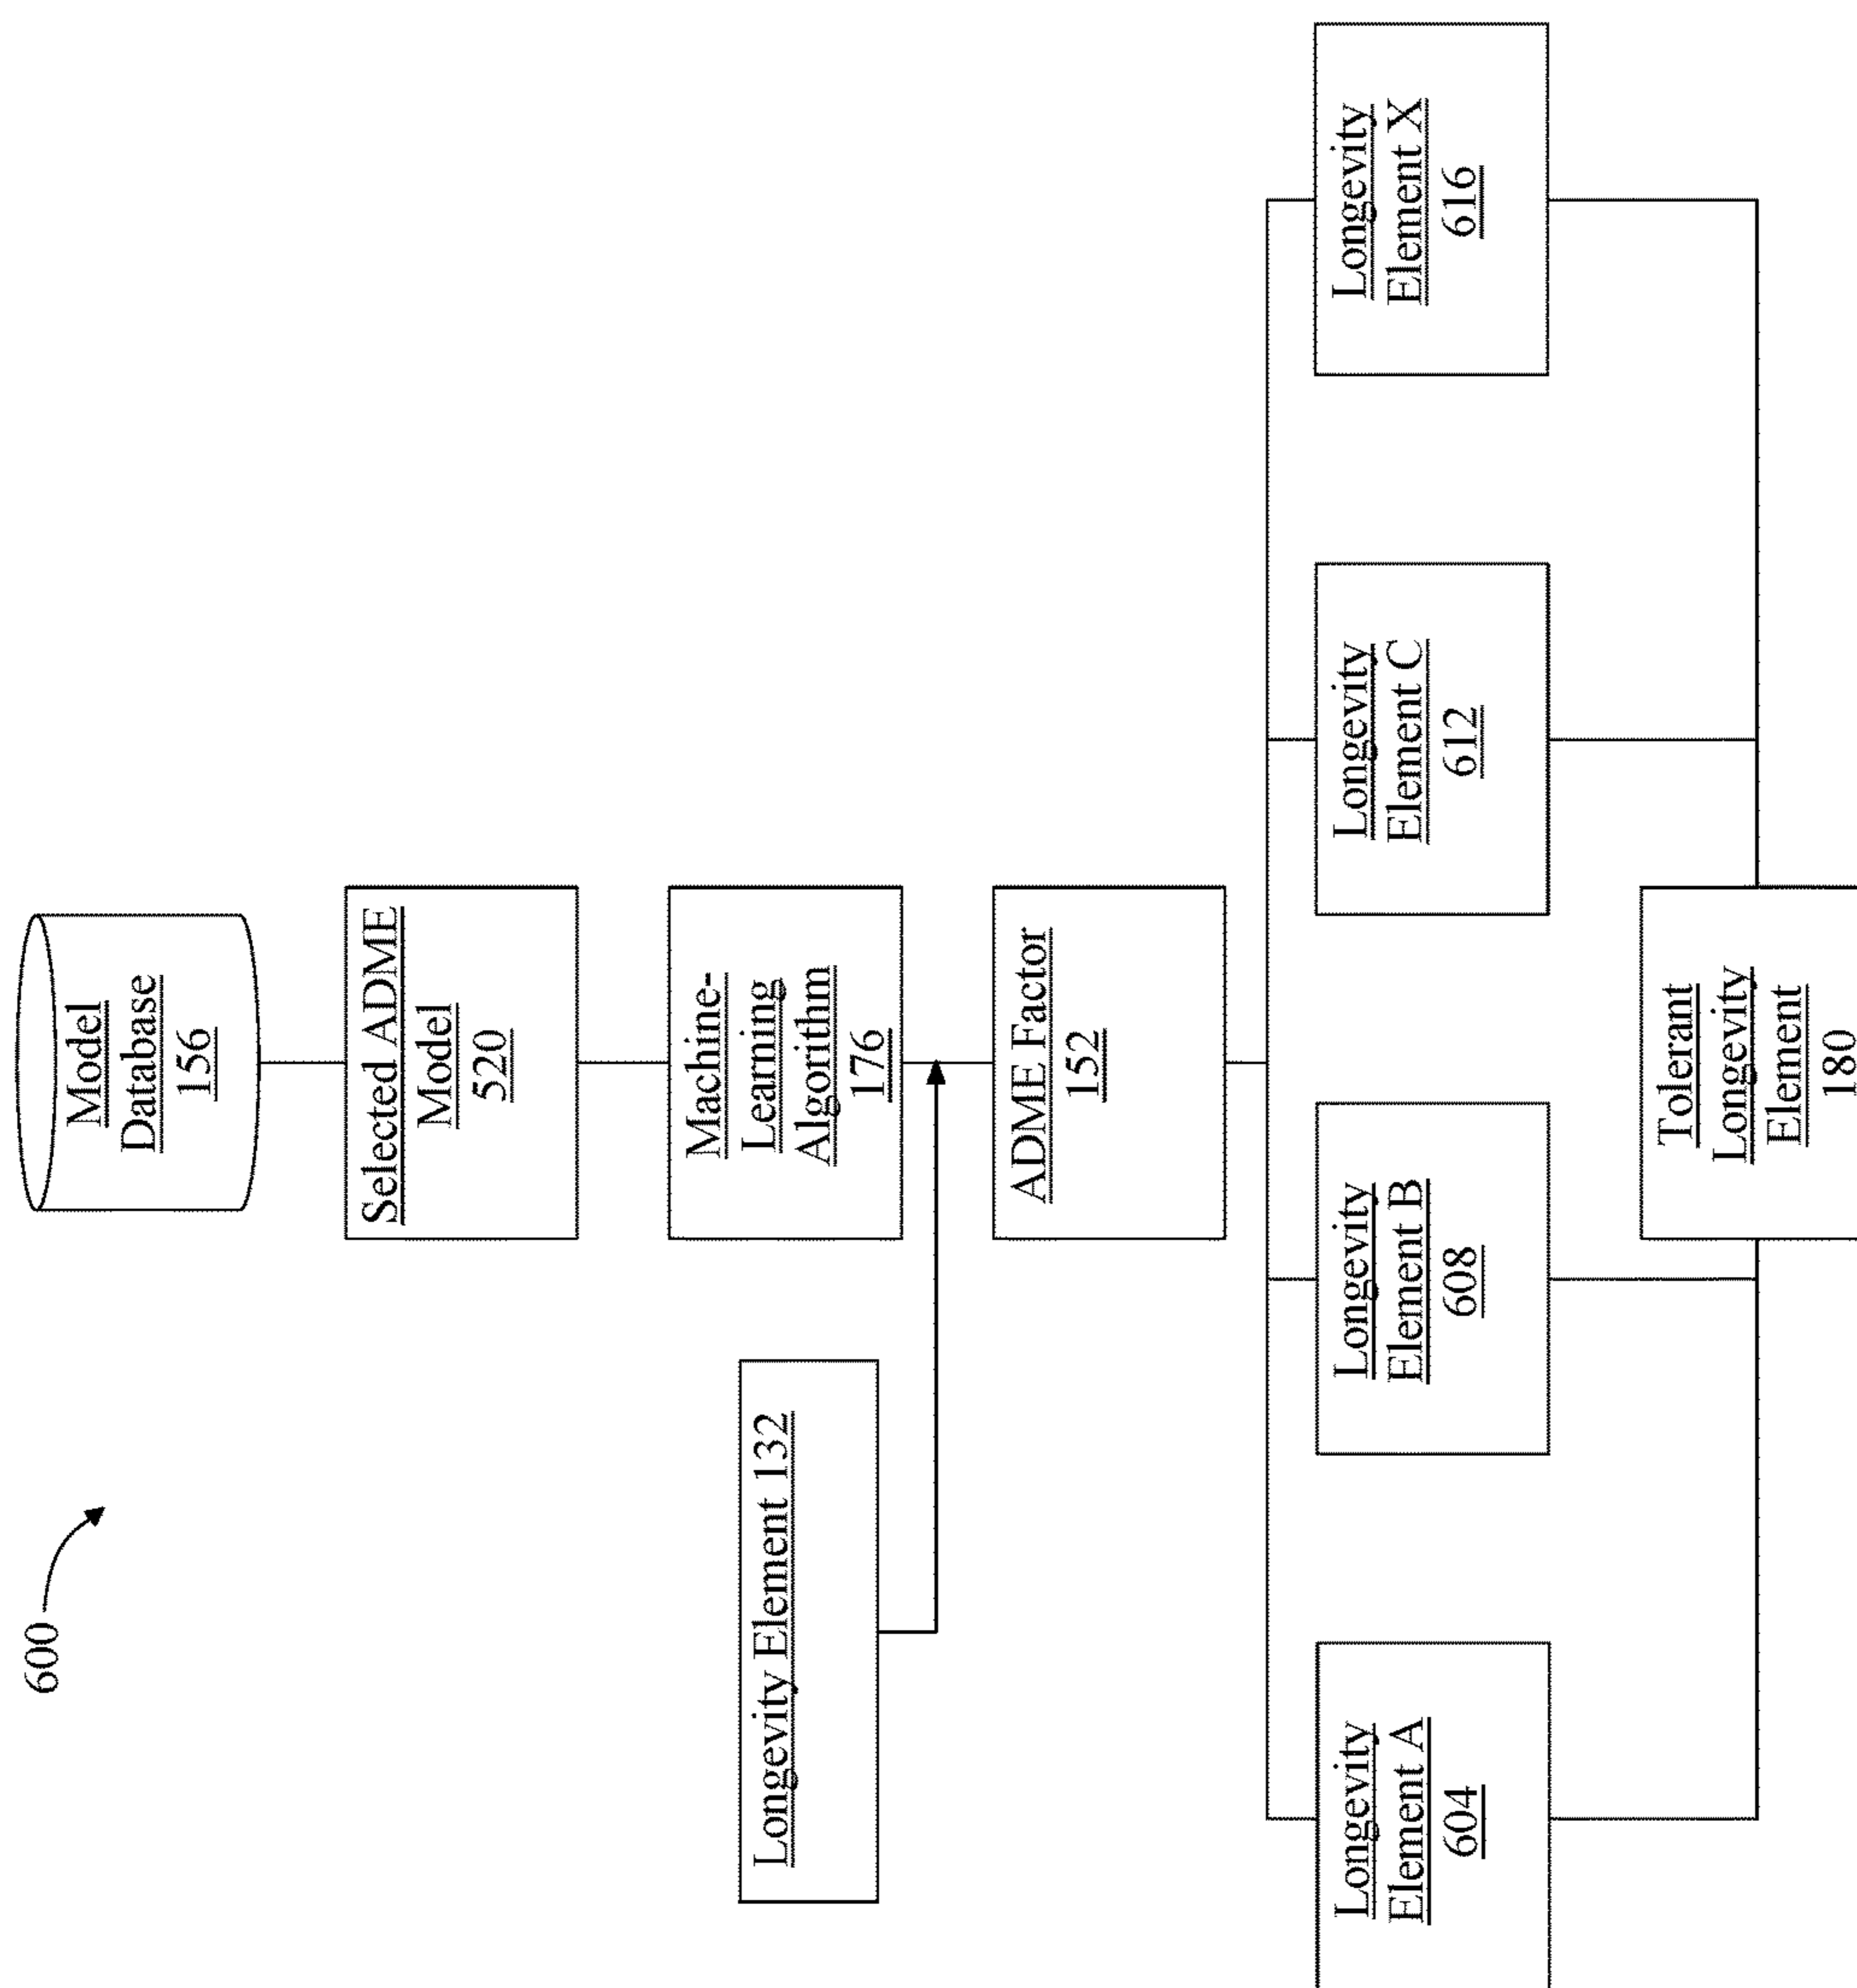 600
Model
Database
156
Selected ADME
Model
520
Machine-
Learning
Algorithm
176
Longevity Element 132
ADME Factor
152
Longevity
Element A
604
Longevity
Element B
608
Longevity
Element C
612
Longevity
Element X
616
Tolerant
Longevity
Element
180